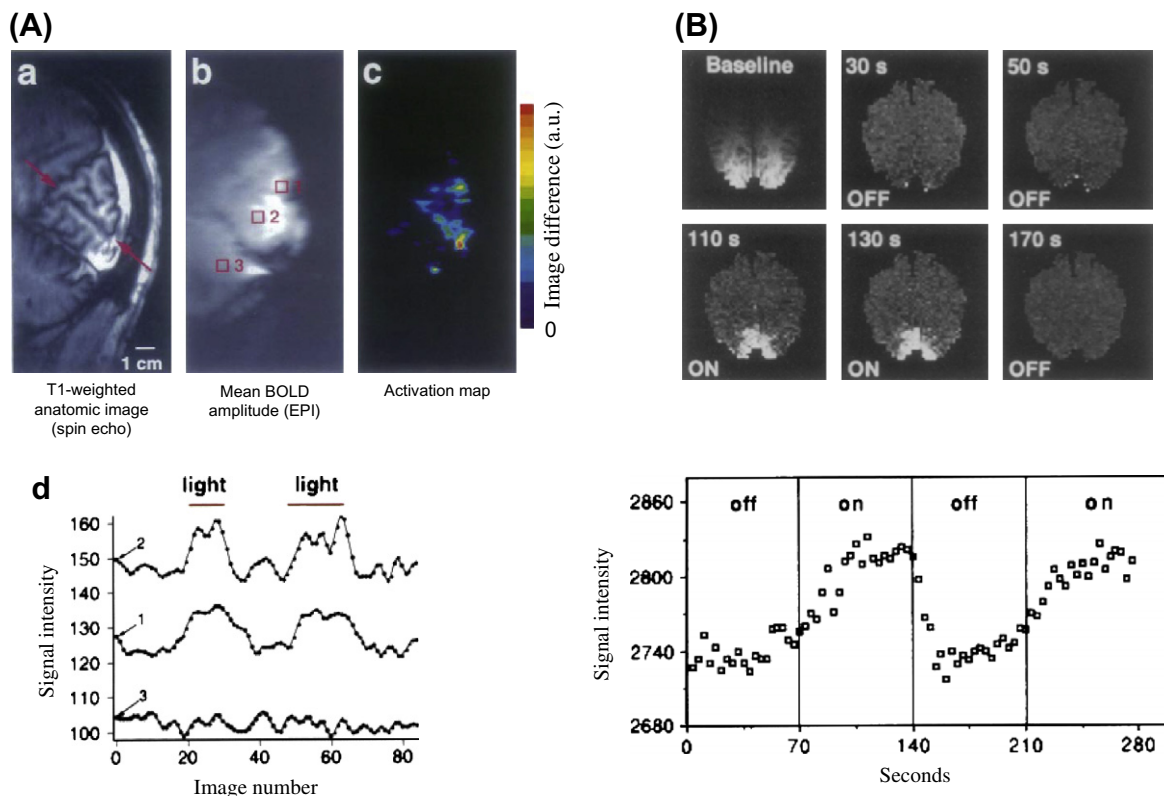 (A)
a
b
c
Image difference (a.u.)
0
1
2
3
1 cm
T1-weighted
anatomic image
(spin echo)
Mean BOLD
amplitude (EPI)
Activation map
(B)
Baseline
30 s
50 s
OFF
OFF
110 s
130 s
170 s
ON
ON
OFF
d
light
light
Signal intensity
160
150
140
130
120
110
100
2
1
3
0
20
40
60
80
Image number
Signal intensity
2860
2800
2740
2680
off
on
off
on
0
70
140
210
280
Seconds